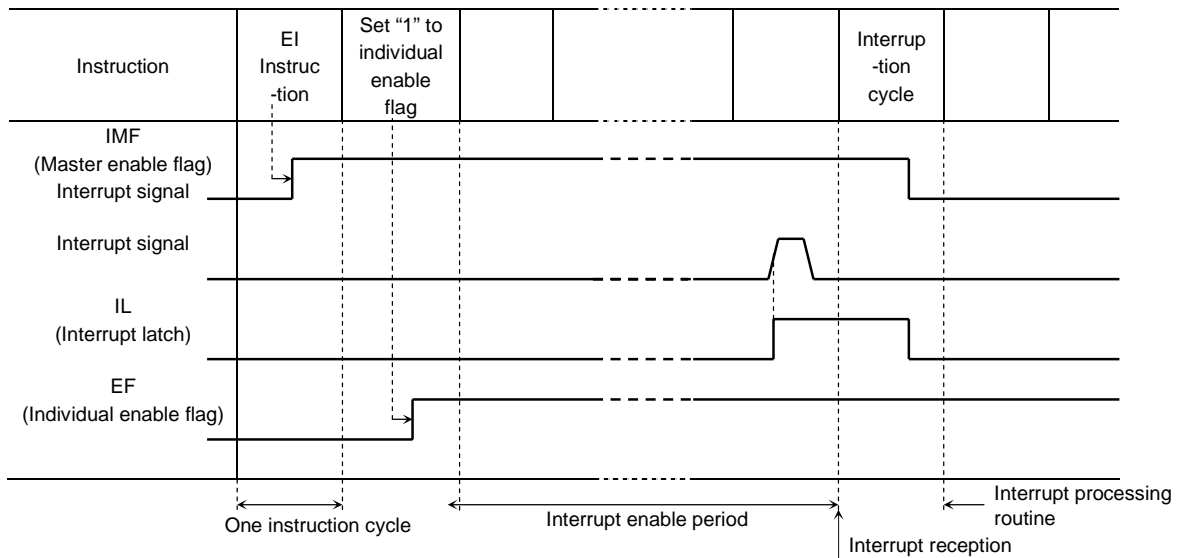 Instruction
EI
Instruc
-tion
Set “1” to
individual
enable
flag
Interrup
-tion
cycle
IMF
(Master enable flag)
Interrupt signal
Interrupt signal
IL
(Interrupt latch)
EF
(Individual enable flag)
One instruction cycle
Interrupt enable period
Interrupt processing
routine
Interrupt reception